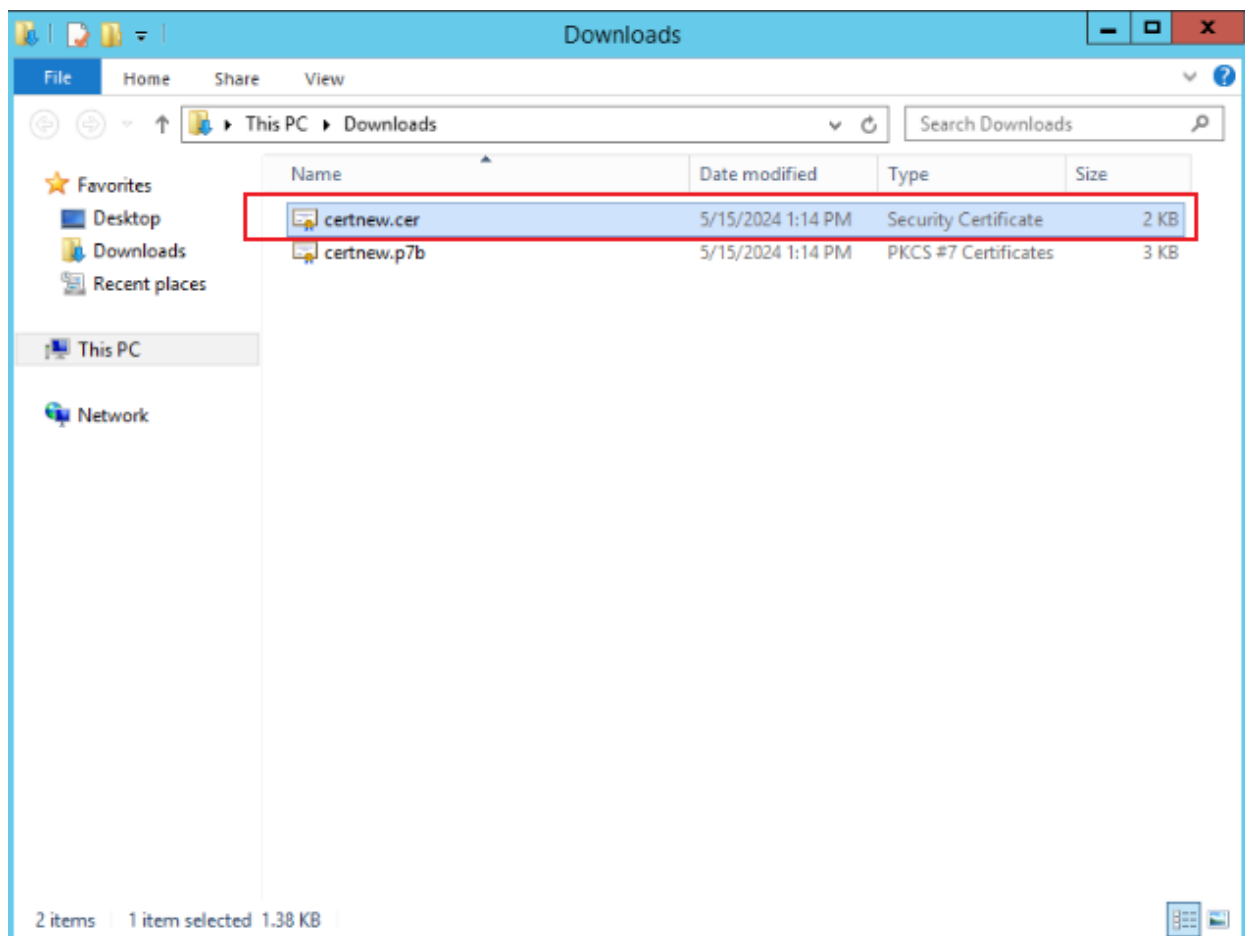 Downloads
File Home Share View
This PC Downloads Search Downloads
Name Date modified Type Size
Favorites
Desktop
Downloads
Recent places
This PC
Network
certnew.cer 5/15/2024 1:14 PM Security Certificate 2 KB
certnew.p7b 5/15/2024 1:14 PM PKCS #7 Certificates 3 KB
2 items 1 item selected 1.38 KB